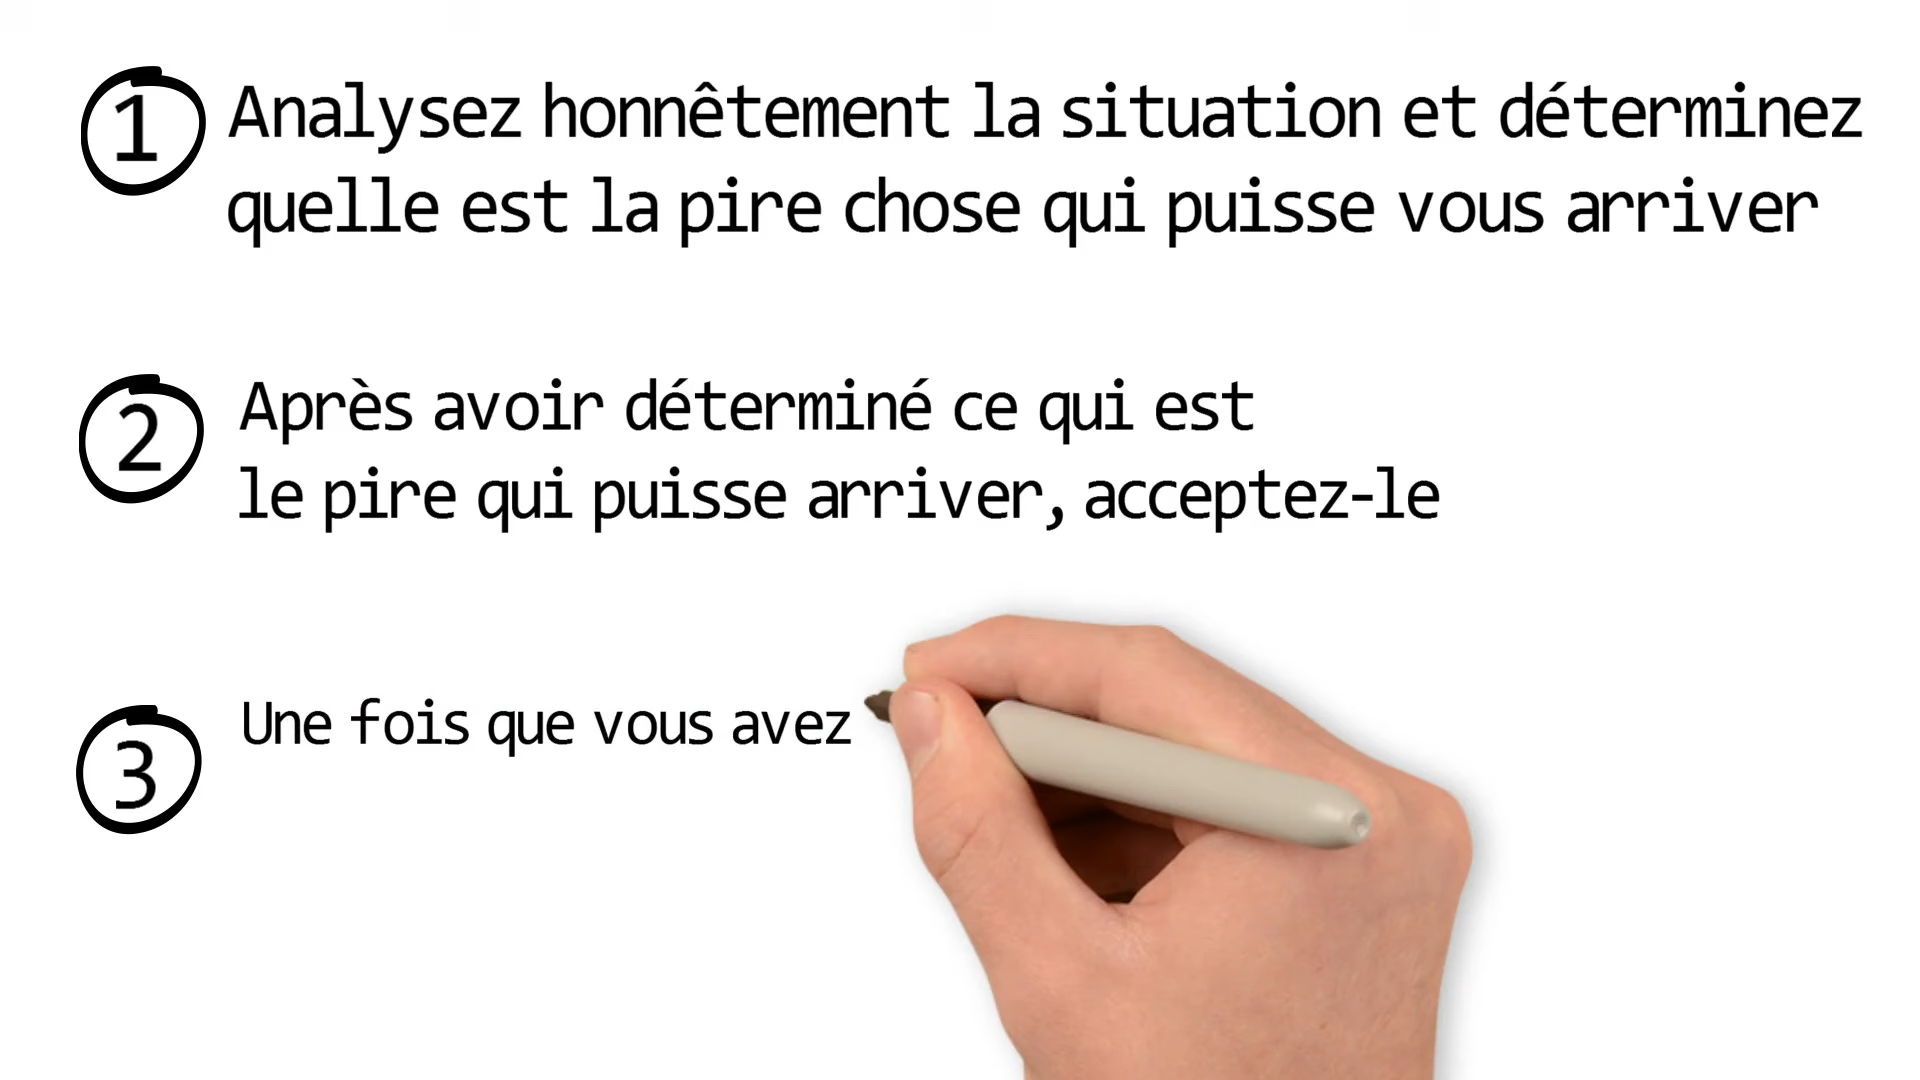 1 Analysez honnêtement la situation et déterminez
quelle est la pire chose qui puisse vous arriver
2 Après avoir déterminé ce qui est
le pire qui puisse arriver, acceptez-le
3 Une fois que vous avez